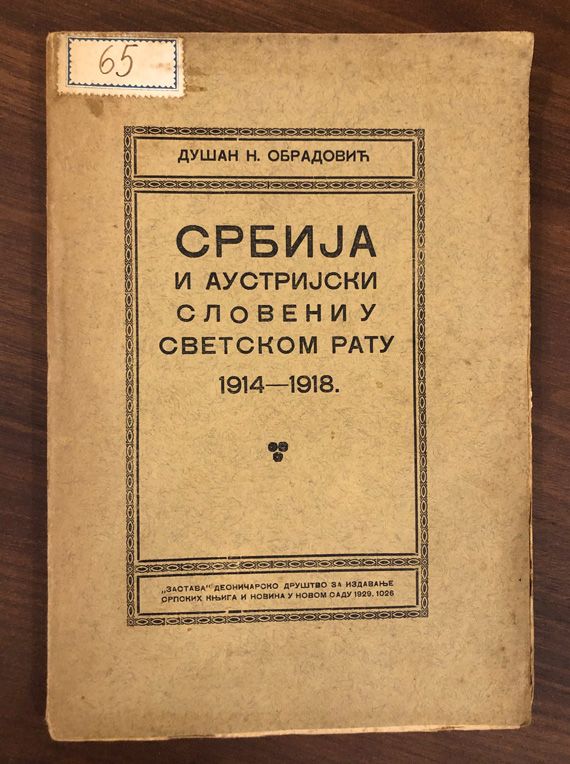 65
ДУШАН Н. ОБРАДОВИЋ
СРБИЈА
И АУСТРИЈСКИ
СЛОВЕНИ У
СВЕТСКОМ РАТУ
1914—1918.
„ЗАСТАВА“ ДЕОНИЧАРСКО ДРУШТВО ЗА ИЗДАВАЊЕ
СРПСКИХ КЊИГА И НОВИНА У НОВОМ САДУ 1929. 1026